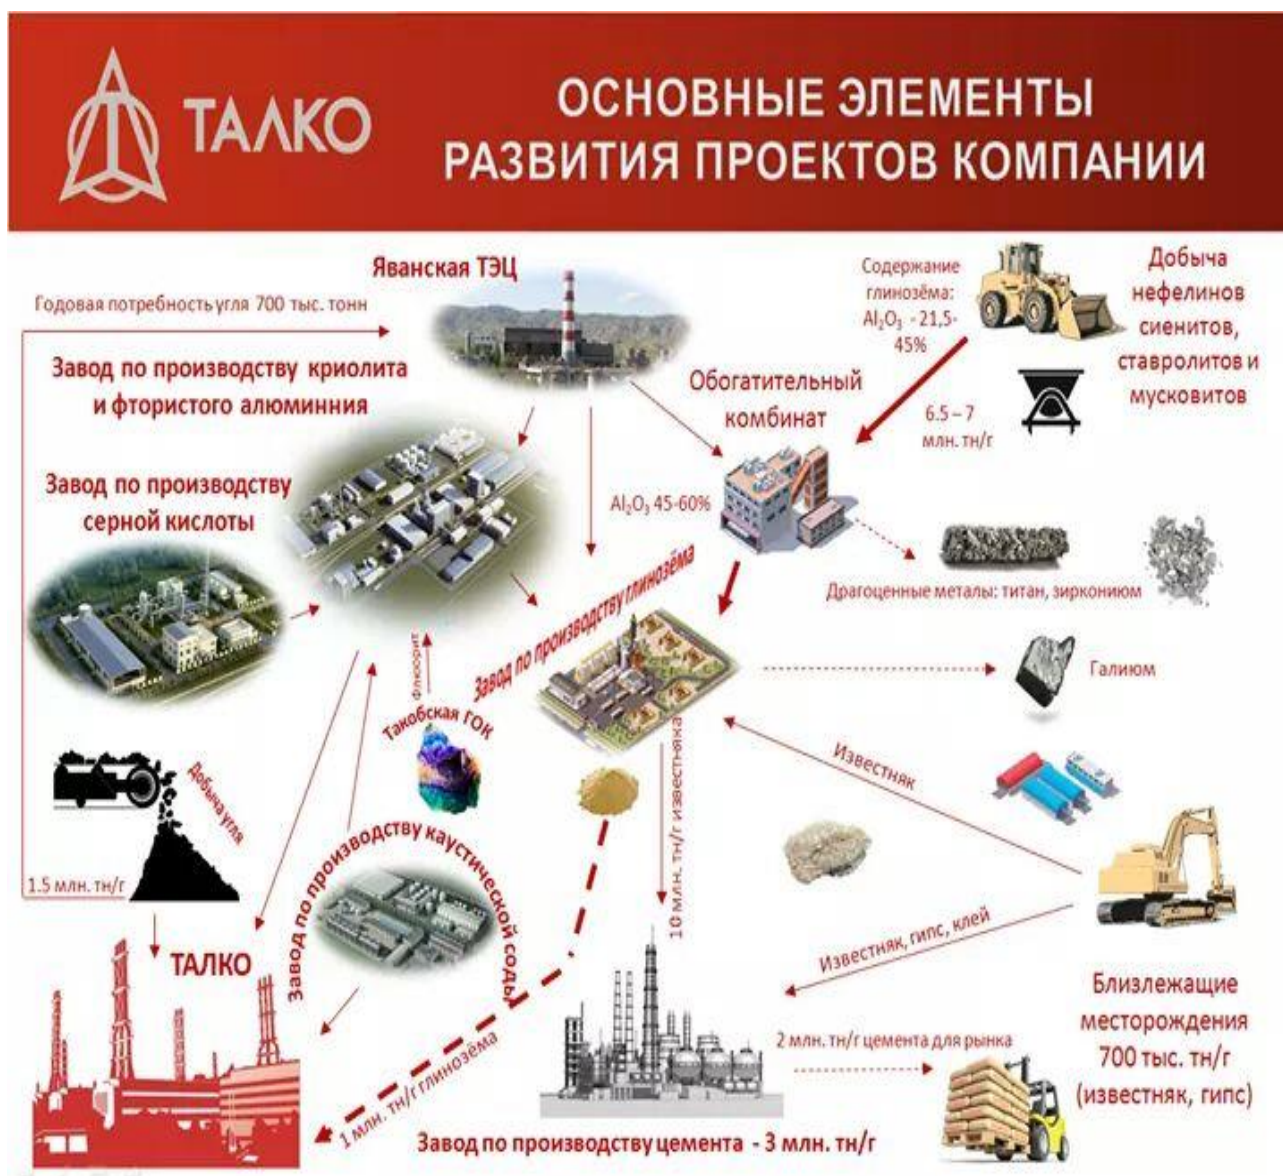 ТАЛКО
ОСНОВНЫЕ ЭЛЕМЕНТЫ
РАЗВИТИЯ ПРОЕКТОВ КОМПАНИИ
Яванская ТЭЦ
Годовая потребность угля 700 тыс. тонн
Содержание
глинозёма:
Al₂O₃ - 21,5-
45%
Добыча
нефелинов
сиенитов,
ставролитов и
мусковитов
Завод по производству криолита
и фтористого алюминния
Обогатительный
комбинат
6.5 – 7
млн. тн/г
Завод по производству
серной кислоты
Al₂O₃ 45-60%
Драгоценные металы: титан, циркониюм
Завод по производству глинозёма
Флюорит
Такобская ГОК
Галиюм
Известняк
Добыча угля
1.5 млн. тн/г
10 млн. тн/г известняка
Завод по производству каустической соды
Известняк, гипс, клей
ТАЛКО
Близлежащие
месторождения
700 тыс. тн/г
(известняк, гипс)
2 млн. тн/г цемента для рынка
1 млн. тн/г глинозёма
Завод по производству цемента - 3 млн. тн/г